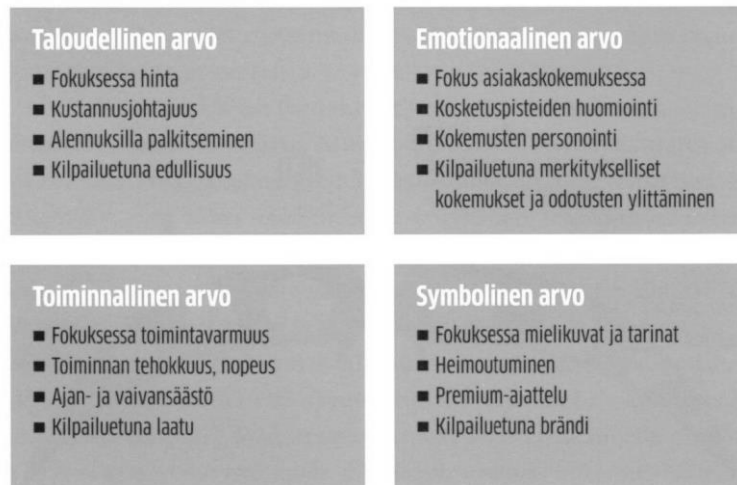 Taloudellinen arvo
■ Fokuksessa hinta
■ Kustannusjohtajuus
■ Alennuksilla palkitseminen
■ Kilpailuetuna edullisuus
Emotionaalinen arvo
■ Fokus asiakaskokemuksessa
■ Kosketuspisteiden huomiointi
■ Kokemusten personointi
■ Kilpailuetuna merkitykselliset
kokemukset ja odotusten ylittäminen
Toiminnallinen arvo
■ Fokuksessa toimintavarmuus
■ Toiminnan tehokkuus, nopeus
■ Ajan- ja vaivansäästö
■ Kilpailuetuna laatu
Symbolinen arvo
■ Fokuksessa mielikuvat ja tarinat
■ Heimoutuminen
■ Premium-ajattelu
■ Kilpailuetuna brändi